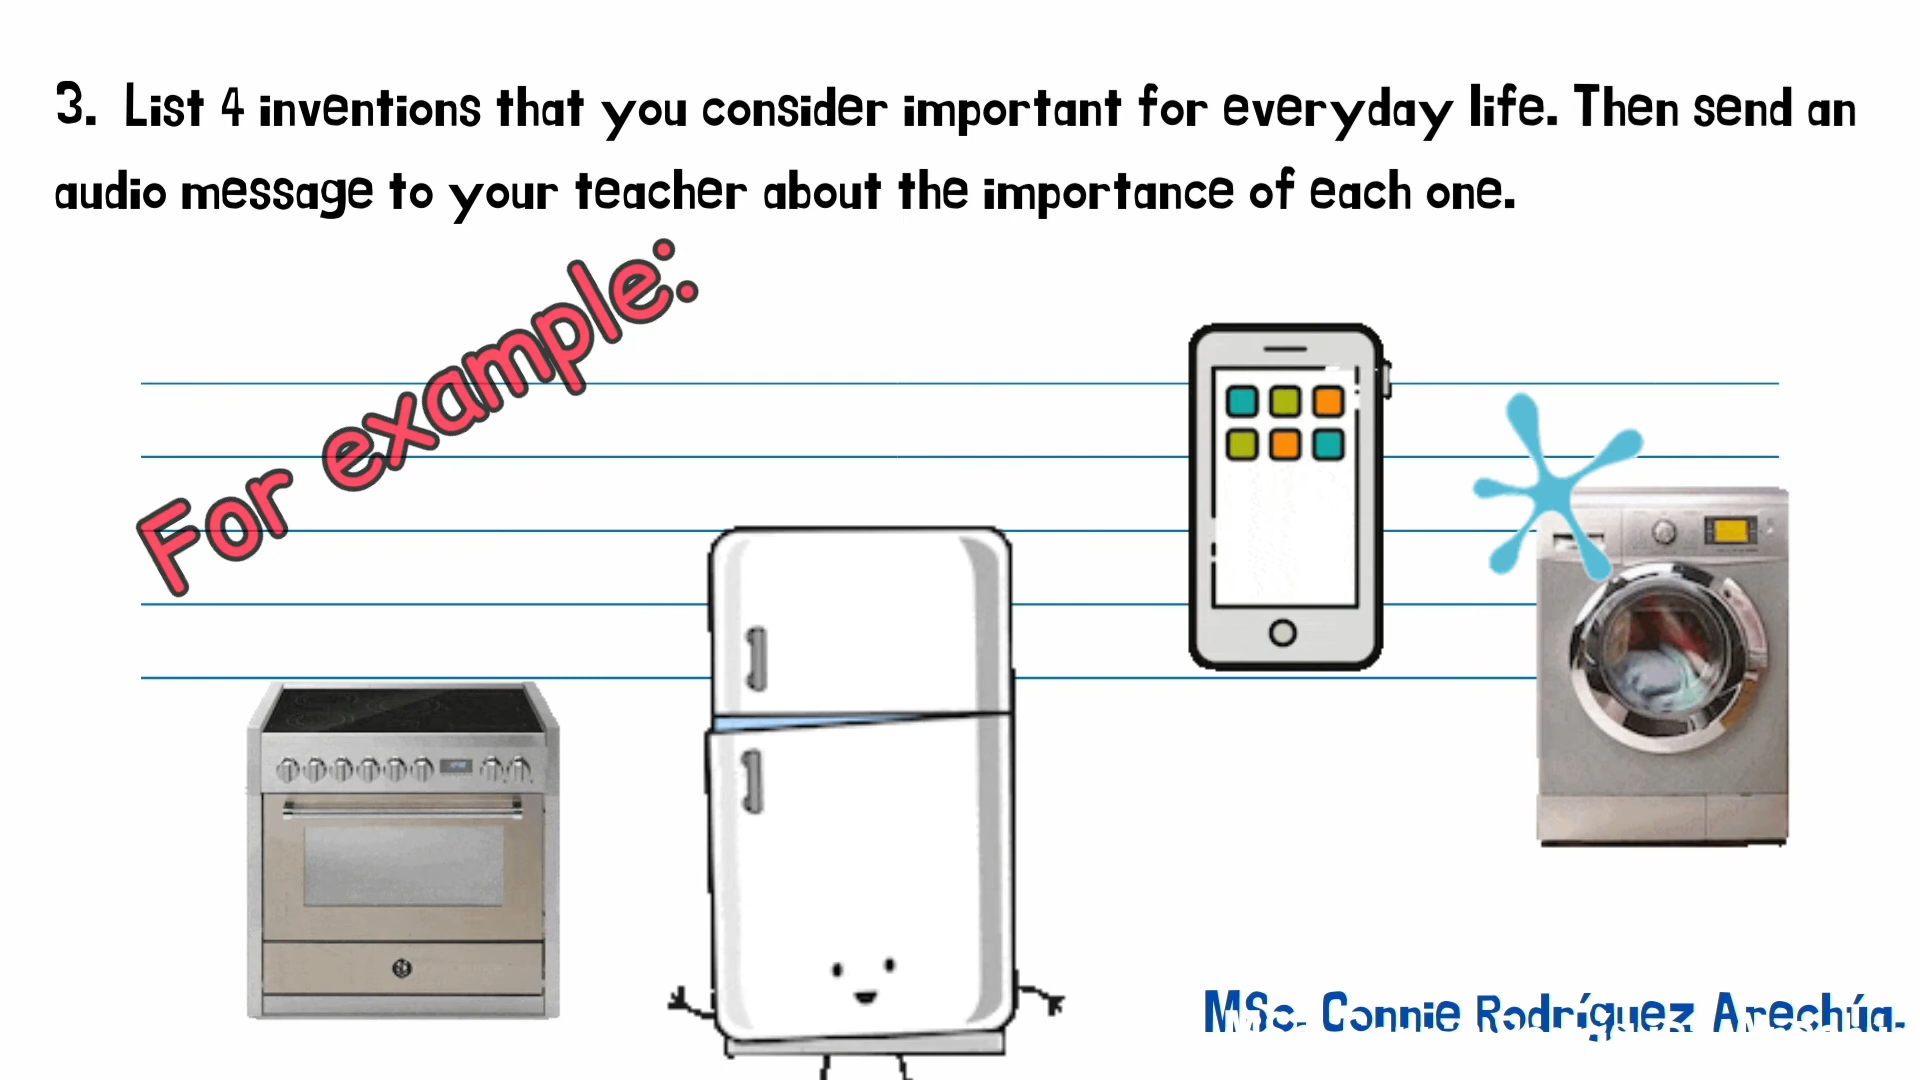 3. List 4 inventions that you consider important for everyday life. Then send an
audio message to your teacher about the importance of each one.
For example:
MSc. Connie Rodríguez Arechúa.